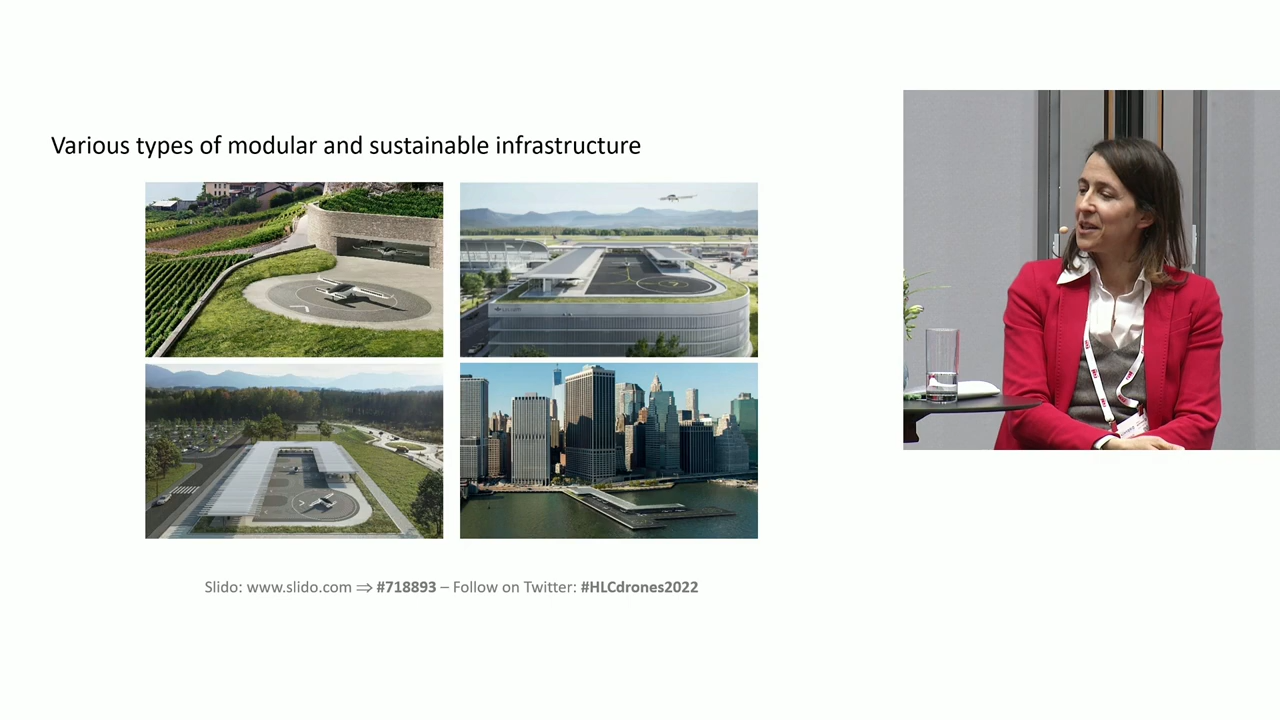 Various types of modular and sustainable infrastructure
Slido: www.slido.com ⇒ #718893 – Follow on Twitter: #HLCdrones2022